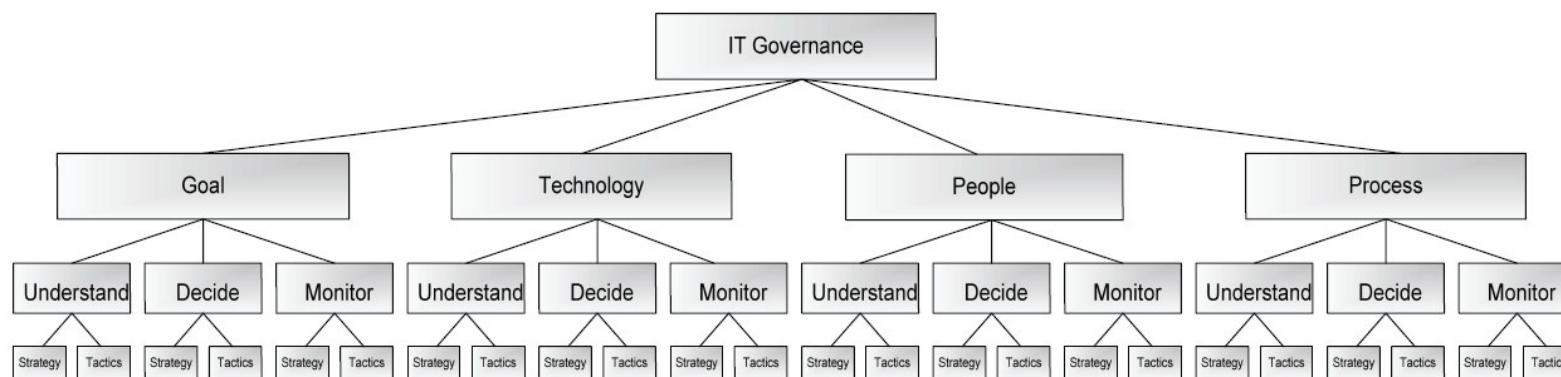 IT Governance
Goal Technology People Process
Understand Decide Monitor Understand Decide Monitor Understand Decide Monitor Understand Decide Monitor
Strategy Tactics Strategy Tactics Strategy Tactics Strategy Tactics Strategy Tactics Strategy Tactics Strategy Tactics Strategy Tactics Strategy Tactics Strategy Tactics Strategy Tactics Strategy Tactics